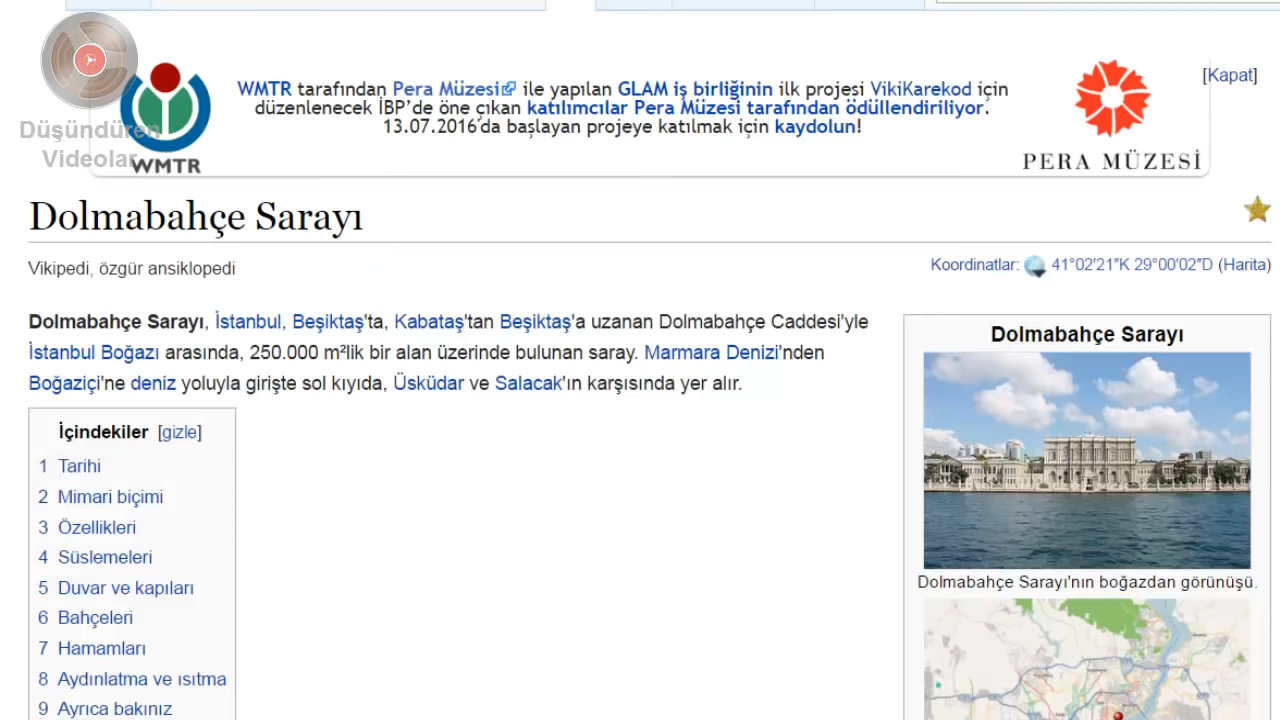 WMTR tarafından Pera Müzesi ile yapılan GLAM iş birliğinin ilk projesi VikiKarekod için
düzenlenecek İBP’de öne çıkan katılımcılar Pera Müzesi tarafından ödüllendiriliyor.
13.07.2016'da başlayan projeye katılmak için kaydolun!
[Kapat]
Düşündüren
Videolar
WMTR
PERA MÜZESİ
Dolmabahçe Sarayı
Vikipedi, özgür ansiklopedi
Koordinatlar: 41°02′21″K 29°00′02″D (Harita)
Dolmabahçe Sarayı, İstanbul, Beşiktaş'ta, Kabataş'tan Beşiktaş'a uzanan Dolmabahçe Caddesi'yle
İstanbul Boğazı arasında, 250.000 m²lik bir alan üzerinde bulunan saray. Marmara Denizi'nden
Boğaziçi'ne deniz yoluyla girişte sol kıyıda, Üsküdar ve Salacak'ın karşısında yer alır.
İçindekiler [gizle]
1 Tarihi
2 Mimari biçimi
3 Özellikleri
4 Süslemeleri
5 Duvar ve kapıları
6 Bahçeleri
7 Hamamları
8 Aydınlatma ve ısıtma
9 Ayrıca bakınız
Dolmabahçe Sarayı
Dolmabahçe Sarayı'nın boğazdan görünüşü.